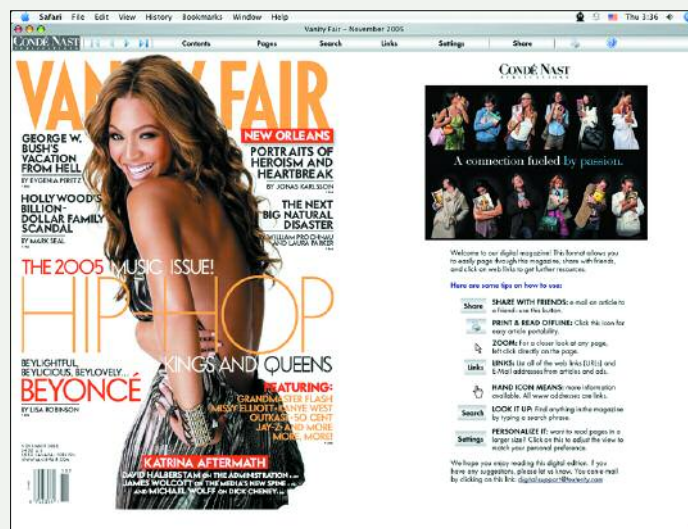 Safari File Edit View History Bookmarks Window Help Thu 3:36
Vanity Fair – November 2005
CONDÉ NAST Contents Pages Search Links Settings Share
VANITY FAIR
GEORGE W.
BUSH'S
VACATION
FROM HELL
BY EVGENIA PERETZ
HOLLYWOOD'S
BILLION-
DOLLAR FAMILY
SCANDAL
BY MARK SEAL
NEW ORLEANS
PORTRAITS OF
HEROISM AND
HEARTBREAK
BY JONAS KARLSSON
THE NEXT
BIG NATURAL
DISASTER
WILLIAM PROCHNAU
AND LAURA PARKER
THE 2005 MUSIC ISSUE!
HIP-HOP
KINGS AND QUEENS
BEYLIGHTFUL,
BEYLICIOUS, BEYLOVELY...
BEYONCÉ
BY LISA ROBINSON
FEATURING:
GRANDMASTER FLASH
MISSY ELLIOTT · KANYE WEST
OUTKAST · 50 CENT
JAY-Z AND MORE
MORE, MORE!
KATRINA AFTERMATH
DAVID HALBERSTAM ON THE ADMINISTRATION
JAMES WOLCOTT ON THE MEDIA'S NEW SPINE
AND MICHAEL WOLFF ON DICK CHENEY
CONDÉ NAST
PUBLICATIONS
A connection fueled by passion.
Welcome to our digital magazine! This format allows you
to easily page through the magazine, share with friends,
and click on web links to get further resources.
Here are some tips on how to use:
Share SHARE WITH FRIENDS: e-mail an article to
a friend- use this button.
PRINT & READ OFFLINE: Click this icon for
easy article portability.
ZOOM: For a closer look at any page,
left click directly on the page.
Links LINKS: List all of the web links (URLs) and
E-Mail addresses from articles and ads.
HAND ICON MEANS: more information
available. All www addresses are links.
Search LOOK IT UP: Find anything in the magazine
by typing a search phrase.
Settings PERSONALIZE IT: want to read pages in a
larger size? Click on this to adjust the view to
match your personal preference.
We hope you enjoy reading this digital edition. If you
have any suggestions, please let us know. You can e-mail
by clicking on this link: digitalsupport@texterity.com